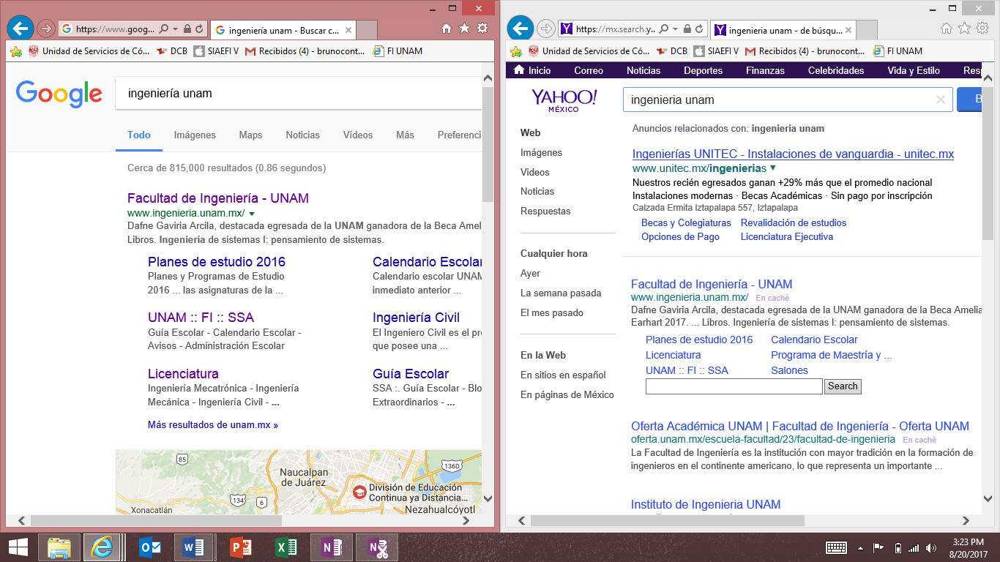 https://www.goog...
ingeniería unam - Buscar c...
Unidad de Servicios de Có... DCB SIAEFI V Recibidos (4) - brunocont... FI UNAM
Google
ingeniería unam
Todo Imágenes Maps Noticias Vídeos Más Preferenci
Cerca de 815,000 resultados (0.86 segundos)
Facultad de Ingeniería - UNAM
www.ingenieria.unam.mx/
Dafne Gaviria Arcila, destacada egresada de la UNAM ganadora de la Beca Amel
Libros. Ingeniería de sistemas I: pensamiento de sistemas.
Planes de estudio 2016
Planes y Programas de Estudio
2016 ... las asignaturas de la ...
Calendario Escolar
Calendario escolar UNAM
inmediato anterior ...
UNAM :: FI :: SSA
Guía Escolar - Calendario Escolar -
Avisos - Administración Escolar
Ingeniería Civil
El Ingeniero Civil es el pr
que posee una ...
Licenciatura
Ingeniería Mecatrónica - Ingeniería
Mecánica - Ingeniería Civil - ...
Guía Escolar
SSA :. Guía Escolar - Blo
Extraordinarios - ...
Más resultados de unam.mx »
85
136D
Naucalpan
de Juárez
134
6
División de Educación
Continua ya Distancia...
Xonacatlán
Nezahualcóyotl
https://mx.search.y...
ingenieria unam - de búsqu...
Unidad de Servicios de Có... DCB SIAEFI V Recibidos (4) - brunocont... FI UNAM
Inicio Correo Noticias Deportes Finanzas Celebridades Vida y Estilo Resp
YAHOO!
MÉXICO
ingenieria unam
B
Web
Imágenes
Videos
Noticias
Respuestas
Cualquier hora
Ayer
La semana pasada
El mes pasado
En la Web
En sitios en español
En páginas de México
Anuncios relacionados con: ingenieria unam
Ingenierías UNITEC - Instalaciones de vanguardia - unitec.mx
www.unitec.mx/ingenierias
Nuestros recién egresados ganan +29% más que el promedio nacional
Instalaciones modernas · Becas Académicas · Sin pago por inscripción
Calzada Ermita Iztapalapa 557, Iztapalapa
Becas y Colegiaturas Revalidación de estudios
Opciones de Pago Licenciatura Ejecutiva
Facultad de Ingeniería - UNAM
www.ingenieria.unam.mx/ En caché
Dafne Gaviria Arcila, destacada egresada de la UNAM ganadora de la Beca Amelia
Earhart 2017. ... Libros. Ingeniería de sistemas I: pensamiento de sistemas.
Planes de estudio 2016 Calendario Escolar
Licenciatura Programa de Maestría y ...
UNAM :: FI :: SSA Salones
Search
Oferta Académica UNAM | Facultad de Ingeniería - Oferta UNAM
oferta.unam.mx/escuela-facultad/23/facultad-de-ingenieria En caché
La Facultad de Ingeniería es la institución con mayor tradición en la formación de
ingenieros en el continente americano, lo que representa un importante ...
Instituto de Ingenieria UNAM
3:23 PM
8/20/2017